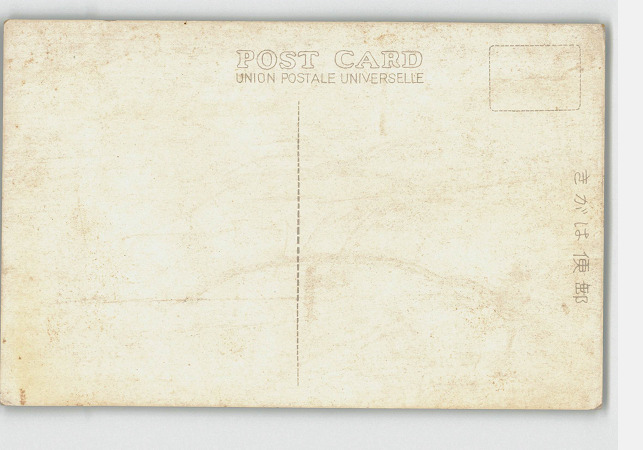 POST CARD
UNION POSTALE UNIVERSELLE
きがは便郵